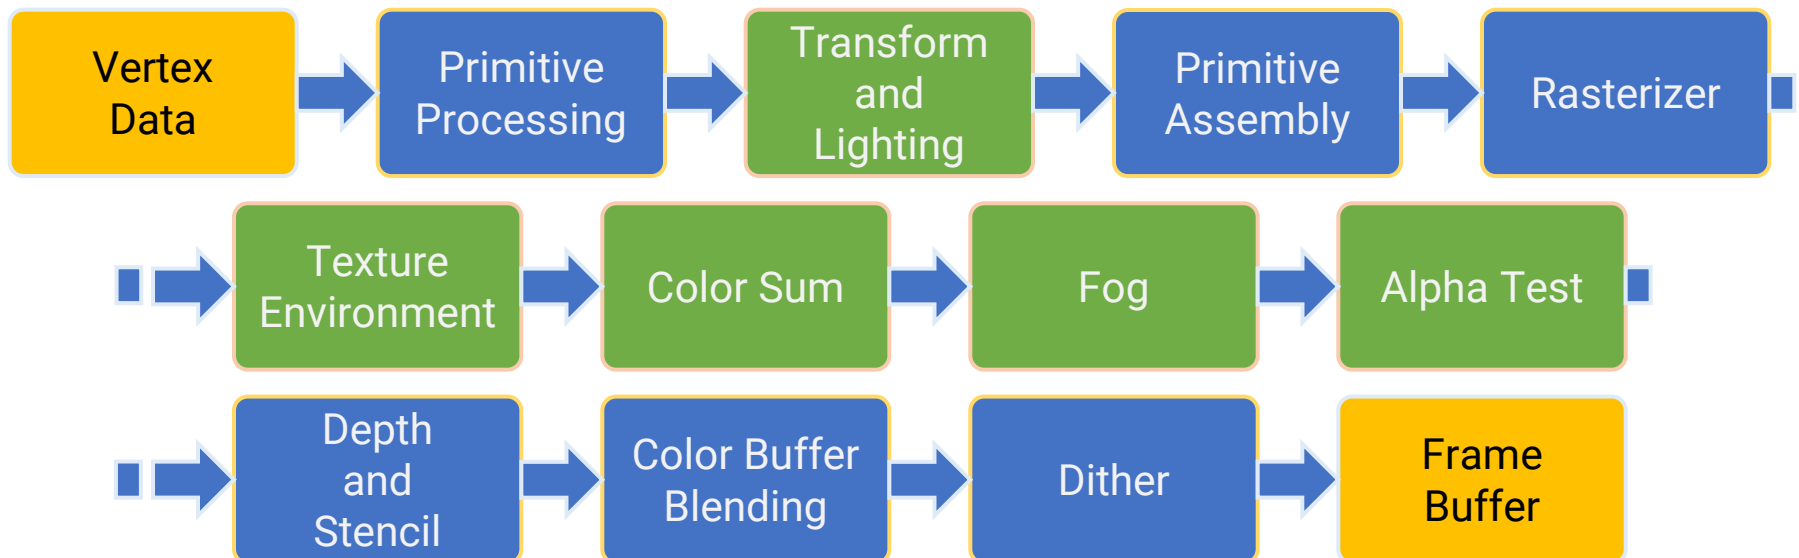 Vertex
Data
Primitive
Processing
Transform
and
Lighting
Primitive
Assembly
Rasterizer
Texture
Environment
Color Sum
Fog
Alpha Test
Depth
and
Stencil
Color Buffer
Blending
Dither
Frame
Buffer